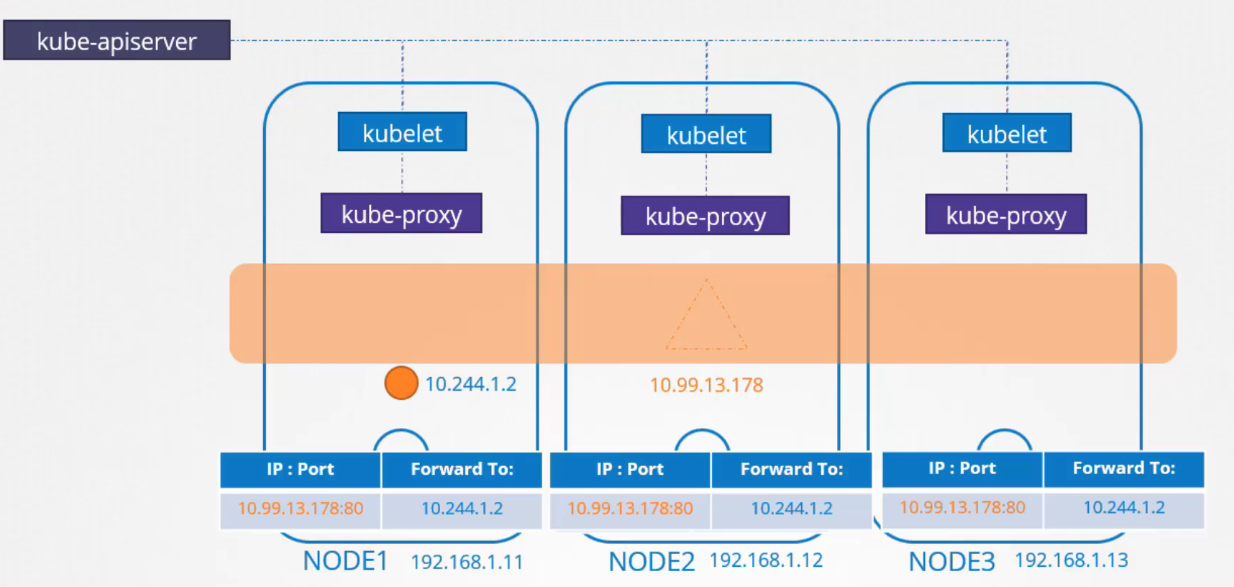 kube-apiserver
kubelet
kubelet
kubelet
kube-proxy
kube-proxy
kube-proxy
10.244.1.2
10.99.13.178
IP : Port Forward To:
10.99.13.178:80 10.244.1.2
IP : Port Forward To:
10.99.13.178:80 10.244.1.2
IP : Port Forward To:
10.99.13.178:80 10.244.1.2
NODE1 192.168.1.11
NODE2 192.168.1.12
NODE3 192.168.1.13